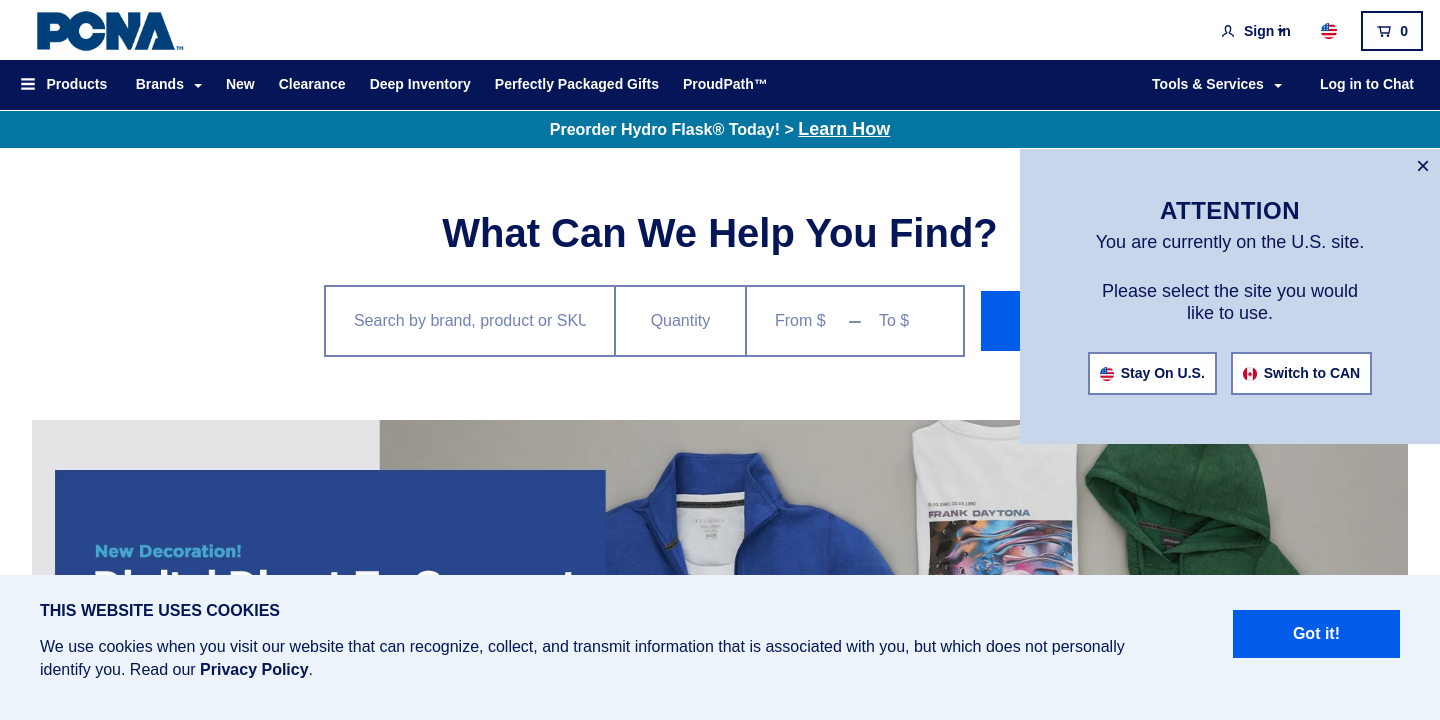 PCNA™
Sign in
0
Products Brands New Clearance Deep Inventory Perfectly Packaged Gifts ProudPath™ Tools & Services Log in to Chat
Preorder Hydro Flask® Today! > Learn How
×
ATTENTION
You are currently on the U.S. site.
Please select the site you would
like to use.
Stay On U.S. Switch to CAN
What Can We Help You Find?
Search by brand, product or SKU Quantity From $ – To $
FRANK DAYTONA
New Decoration!
THIS WEBSITE USES COOKIES
We use cookies when you visit our website that can recognize, collect, and transmit information that is associated with you, but which does not personally
identify you. Read our Privacy Policy.
Got it!